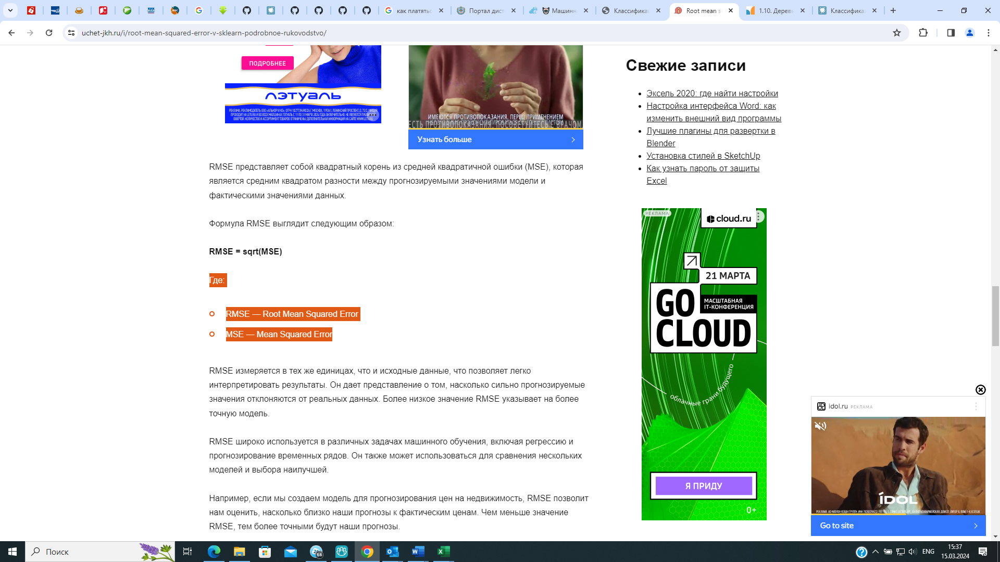 как платятьс
Портал дист
Машинн
Классифика
Root mean s
1.10. Деревь
Классифика
uchet-jkh.ru/i/root-mean-squared-error-v-sklearn-podrobnoe-rukovodstvo/
ПОДРОБНЕЕ
ЛЭТУАЛЬ
ИМЕЮТСЯ ПРОТИВОПОКАЗАНИЯ. ПЕРЕД ПРИМЕНЕНИЕМ
ЕСТЬ ПРОТИВОПОКАЗАНИЯ. ПОСОВЕТУЙТЕСЬ С ВРАЧОМ
Узнать больше
RMSE представляет собой квадратный корень из средней квадратичной ошибки (MSE), которая
является средним квадратом разности между прогнозируемыми значениями модели и
фактическими значениями данных.
Формула RMSE выглядит следующим образом:
RMSE = sqrt(MSE)
Где:
RMSE — Root Mean Squared Error
MSE — Mean Squared Error
RMSE измеряется в тех же единицах, что и исходные данные, что позволяет легко
интерпретировать результаты. Он дает представление о том, насколько сильно прогнозируемые
значения отклоняются от реальных данных. Более низкое значение RMSE указывает на более
точную модель.
RMSE широко используется в различных задачах машинного обучения, включая регрессию и
прогнозирование временных рядов. Он также может использоваться для сравнения нескольких
моделей и выбора наилучшей.
Например, если мы создаем модель для прогнозирования цен на недвижимость, RMSE позволит
нам оценить, насколько близко наши прогнозы к фактическим ценам. Чем меньше значение
RMSE, тем более точными будут наши прогнозы.
Свежие записи
Эксель 2020: где найти настройки
Настройка интерфейса Word: как
изменить внешний вид программы
Лучшие плагины для развертки в
Blender
Установка стилей в SketchUp
Как узнать пароль от защиты
Excel
РЕКЛАМА
cloud.ru
21 МАРТА
GO
CLOUD
МАСШТАБНАЯ
IT-КОНФЕРЕНЦИЯ
облачные грани будущего
Я ПРИДУ
0+
idol.ru РЕКЛАМА
IDOL
Go to site
Поиск
66
ENG
15:37
15.03.2024